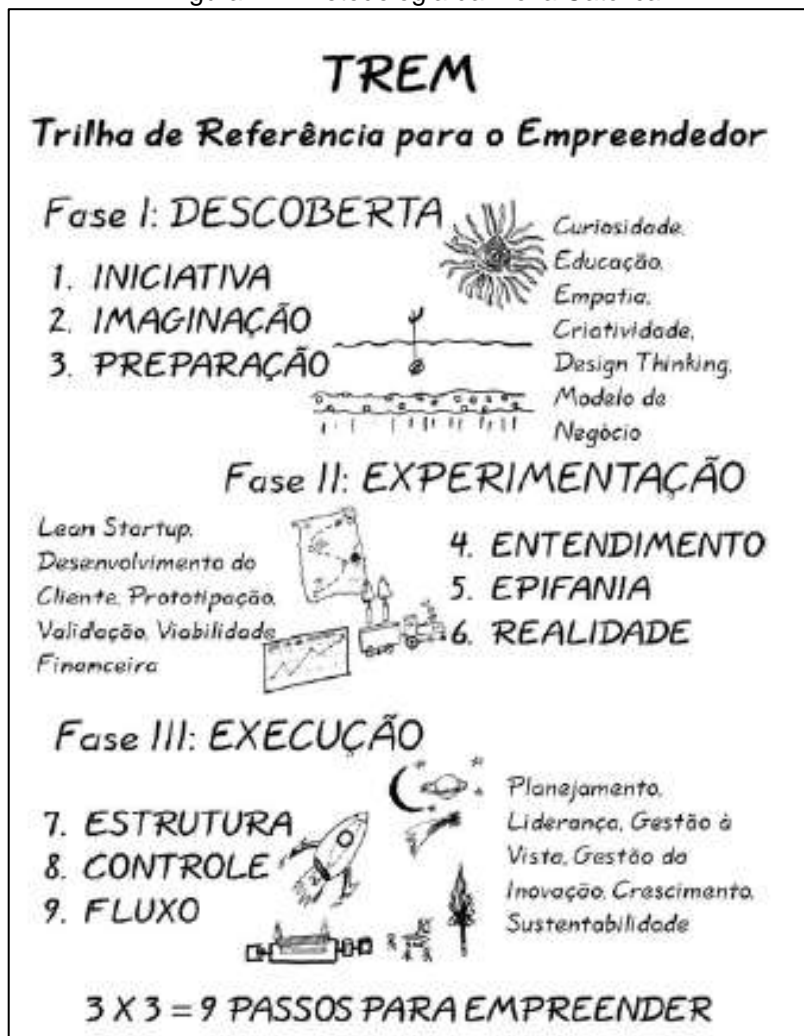 TREM
Trilha de Referência para o Empreendedor
Fase I: DESCOBERTA
1. INICIATIVA
2. IMAGINAÇÃO
3. PREPARAÇÃO
Curiosidade,
Educação,
Empatia,
Criatividade,
Design Thinking,
Modelo de
Negócio
Fase II: EXPERIMENTAÇÃO
Lean Startup,
Desenvolvimento do
Cliente, Prototipação,
Validação, Viabilidade
Financeira
4. ENTENDIMENTO
5. EPIFANIA
6. REALIDADE
Fase III: EXECUÇÃO
7. ESTRUTURA
8. CONTROLE
9. FLUXO
Planejamento,
Liderança, Gestão à
Vista, Gestão da
Inovação, Crescimento,
Sustentabilidade
3 X 3 = 9 PASSOS PARA EMPREENDER